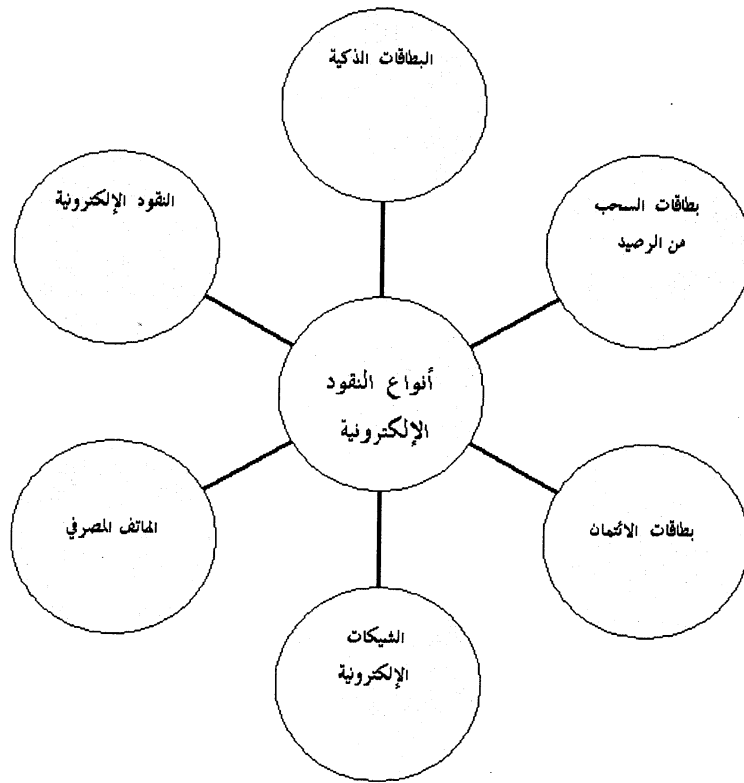 البطاقات الذكية
بطاقات السحب
من الرصيد
بطاقات الائتمان
الشيكات
الإلكترونية
الهاتف المصرفي
النقود الإلكترونية
أنواع النقود
الإلكترونية